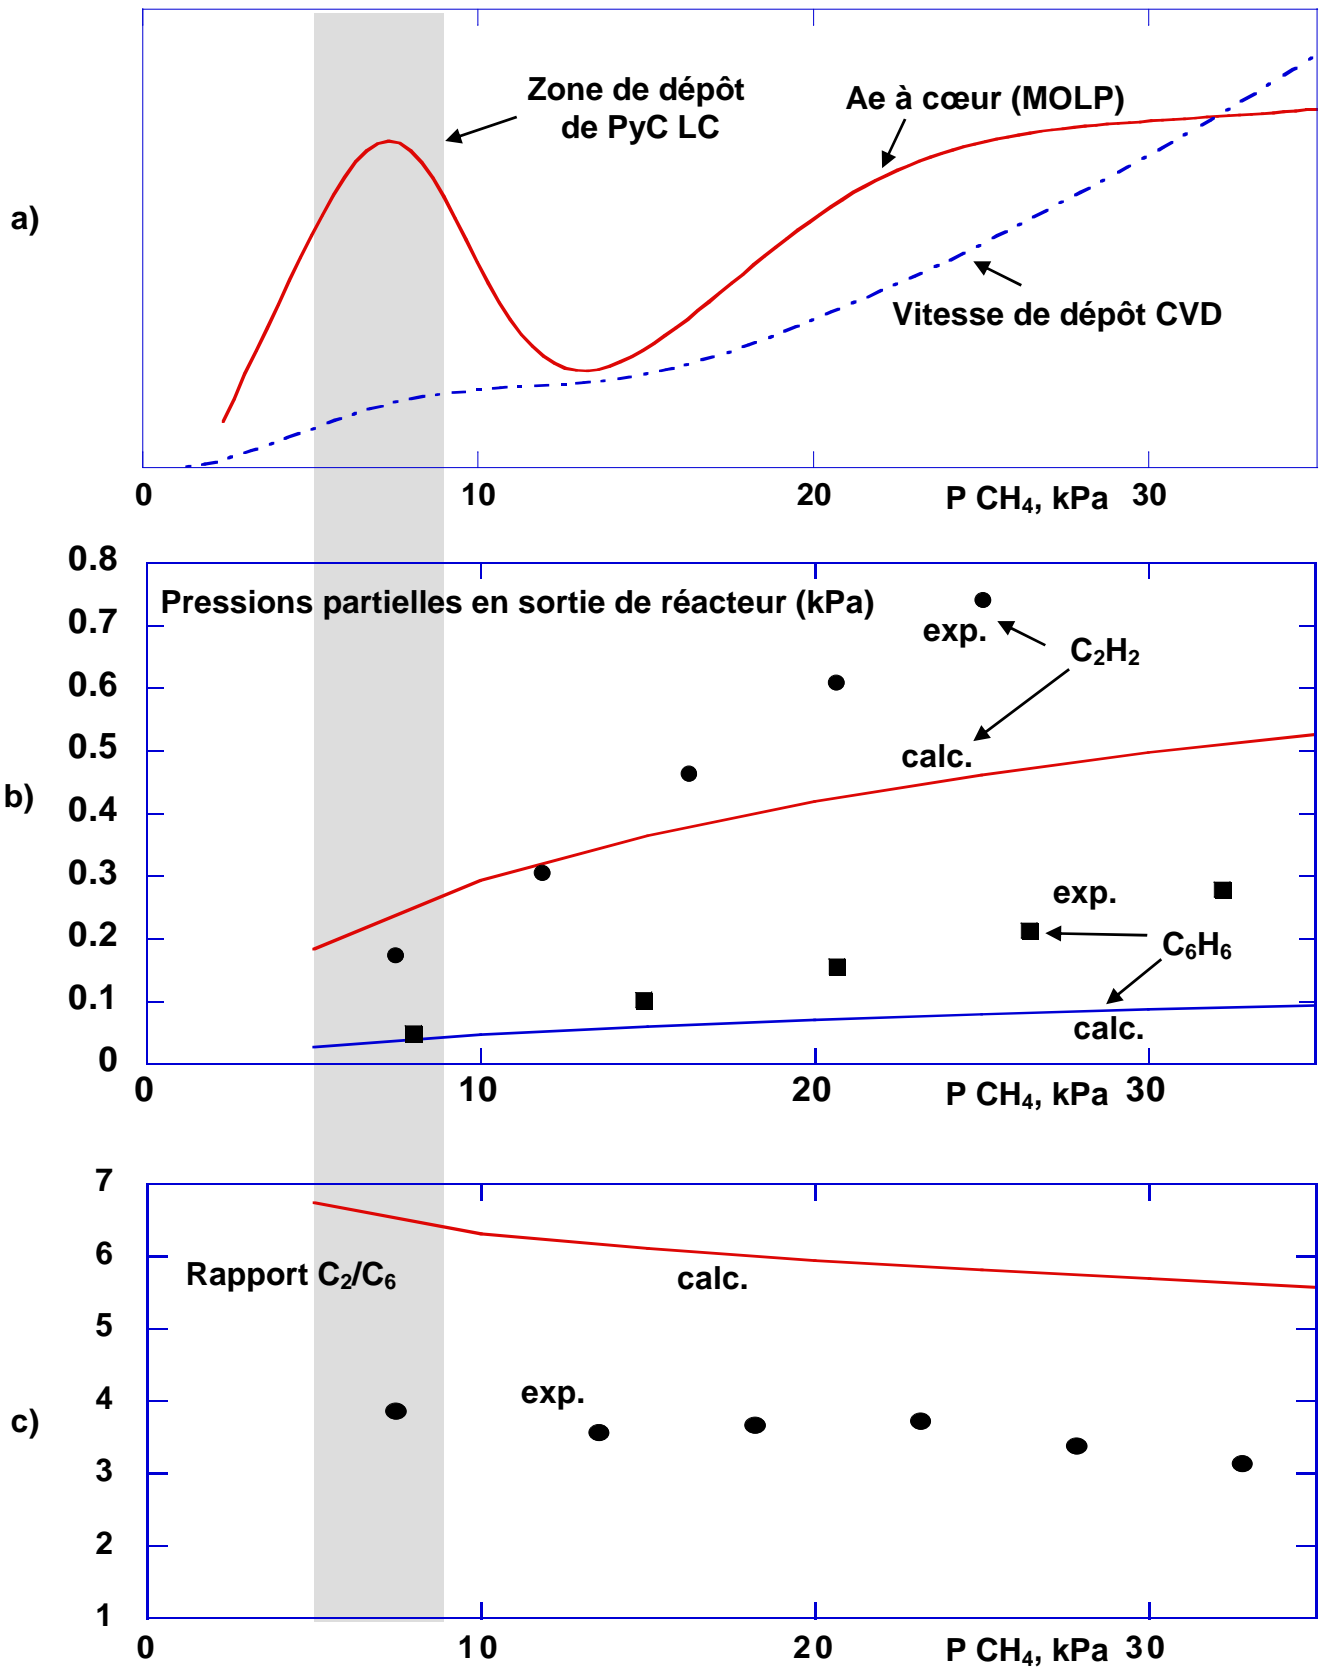 Zone de dépôt
de PyC LC
Ae à cœur (MOLP)
a)
Vitesse de dépôt CVD
0 10 20 P CH₄, kPa 30
0.8
Pressions partielles en sortie de réacteur (kPa)
0.7
exp.
C₂H₂
0.6
0.5
calc.
b)
0.4
0.3
exp.
0.2
C₆H₆
0.1
calc.
0
0 10 20 P CH₄, kPa 30
7
6
Rapport C₂/C₆
calc.
5
4
exp.
c)
3
2
1
0 10 20 P CH₄, kPa 30